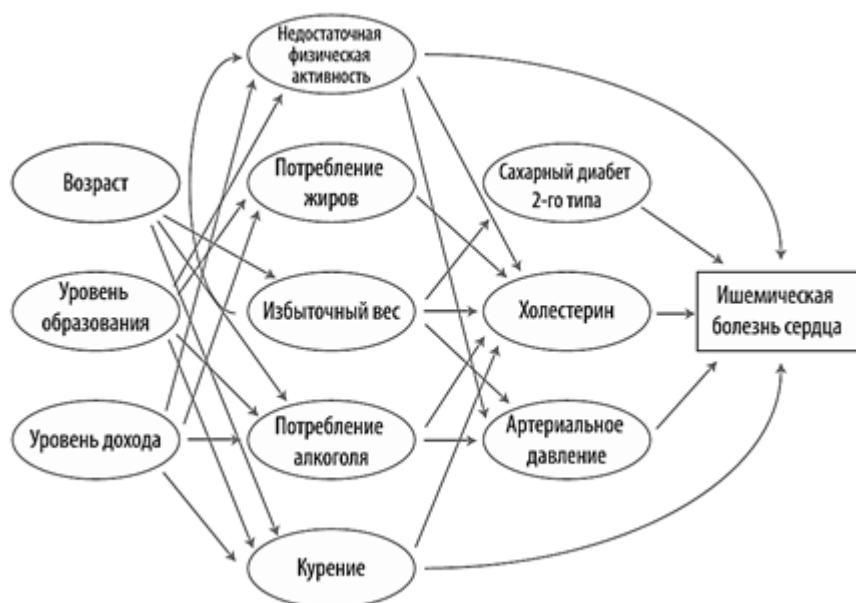 Недостаточная
физическая
активность
Возраст
Потребление
жиров
Сахарный диабет
2-го типа
Уровень
образования
Избыточный вес
Холестерин
Ишемическая
болезнь сердца
Уровень дохода
Потребление
алкоголя
Артериальное
давление
Курение